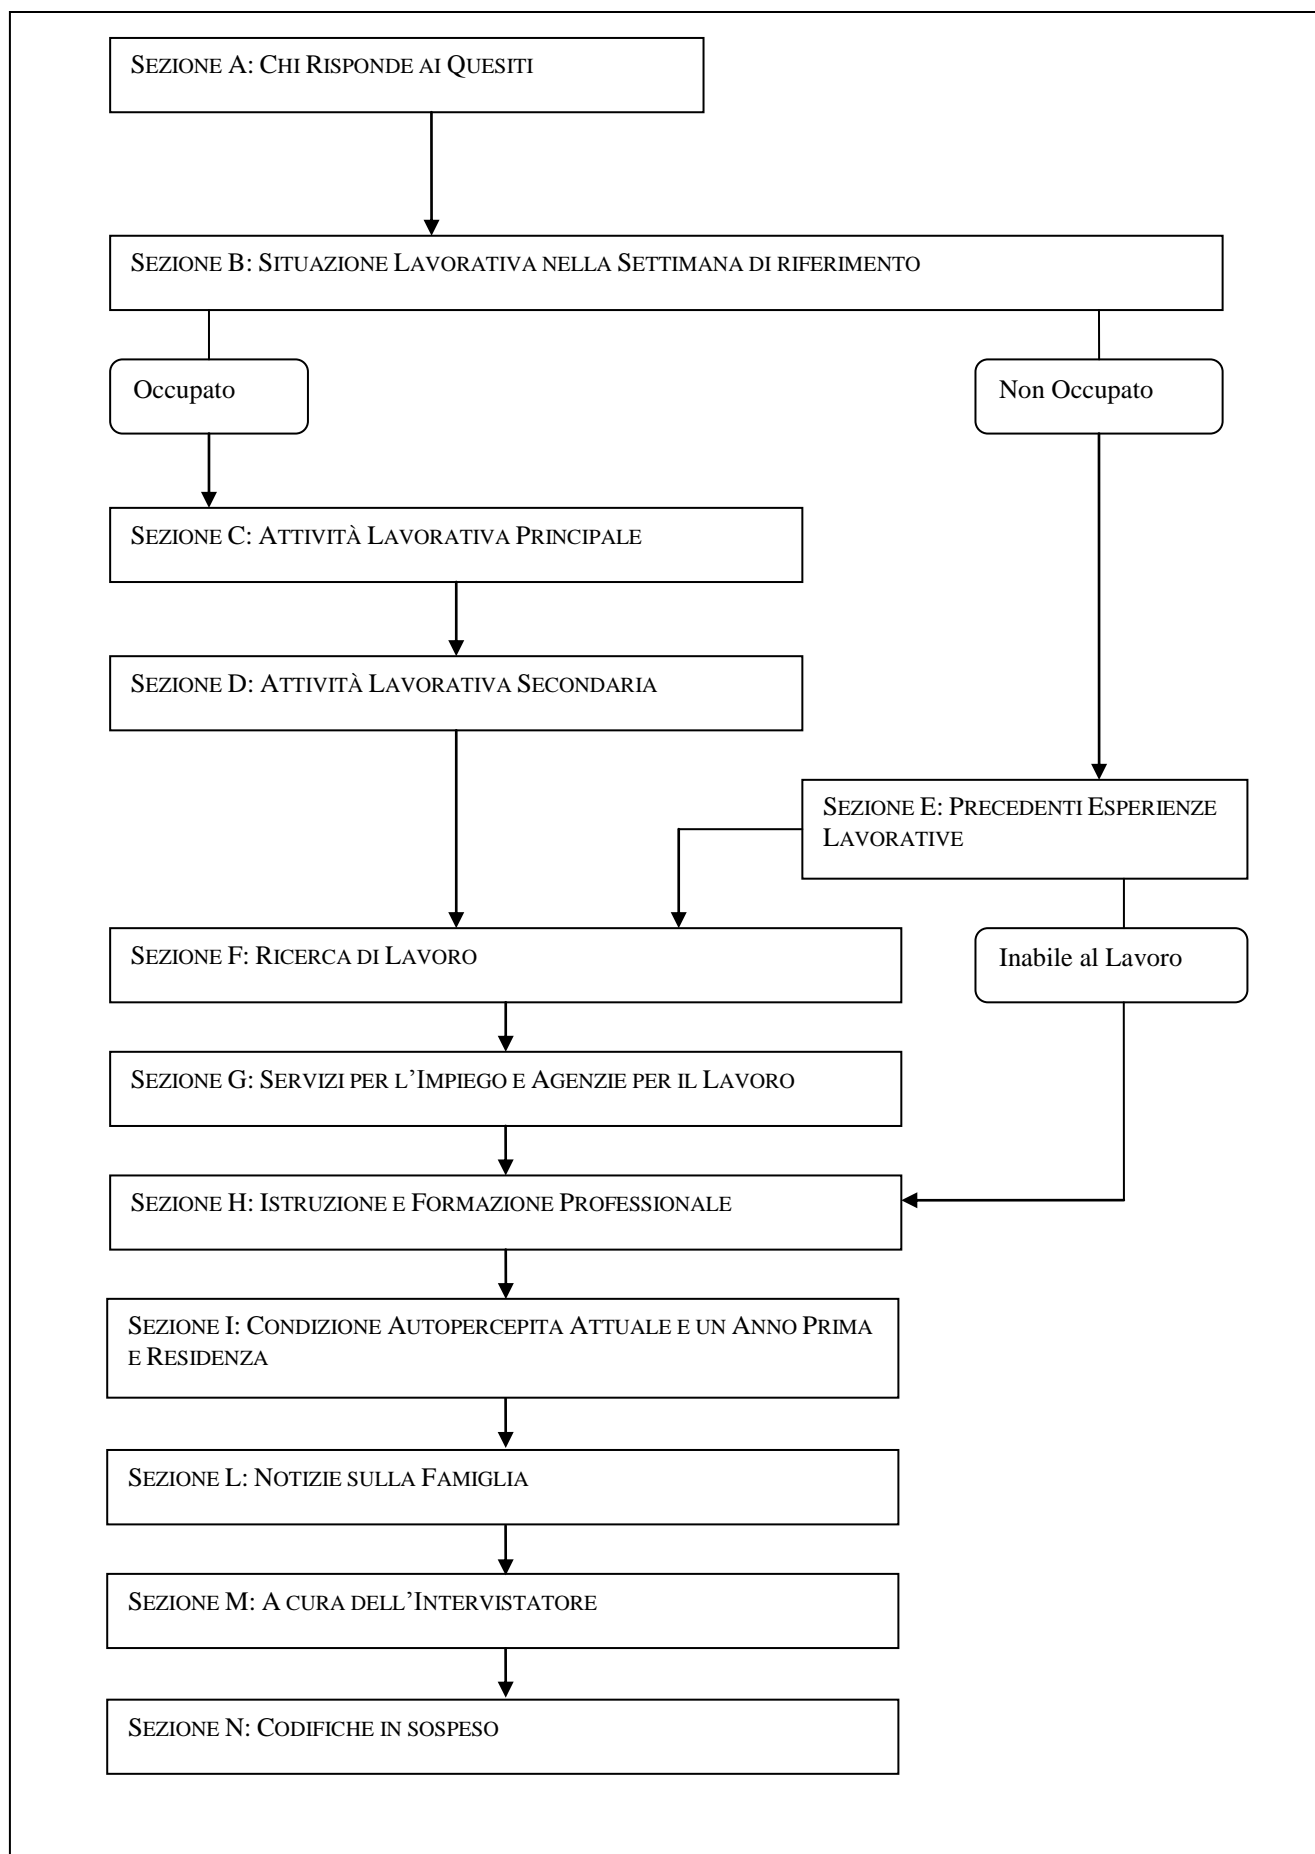 SEZIONE A: CHI RISPONDE AI QUESITI
SEZIONE B: SITUAZIONE LAVORATIVA NELLA SETTIMANA DI RIFERIMENTO
Occupato
Non Occupato
SEZIONE C: ATTIVITÀ LAVORATIVA PRINCIPALE
SEZIONE D: ATTIVITÀ LAVORATIVA SECONDARIA
SEZIONE E: PRECEDENTI ESPERIENZE
LAVORATIVE
SEZIONE F: RICERCA DI LAVORO
Inabile al Lavoro
SEZIONE G: SERVIZI PER L'IMPIEGO E AGENZIE PER IL LAVORO
SEZIONE H: ISTRUZIONE E FORMAZIONE PROFESSIONALE
SEZIONE I: CONDIZIONE AUTOPERCEPITA ATTUALE E UN ANNO PRIMA
E RESIDENZA
SEZIONE L: NOTIZIE SULLA FAMIGLIA
SEZIONE M: A CURA DELL'INTERVISTATORE
SEZIONE N: CODIFICHE IN SOSPESO